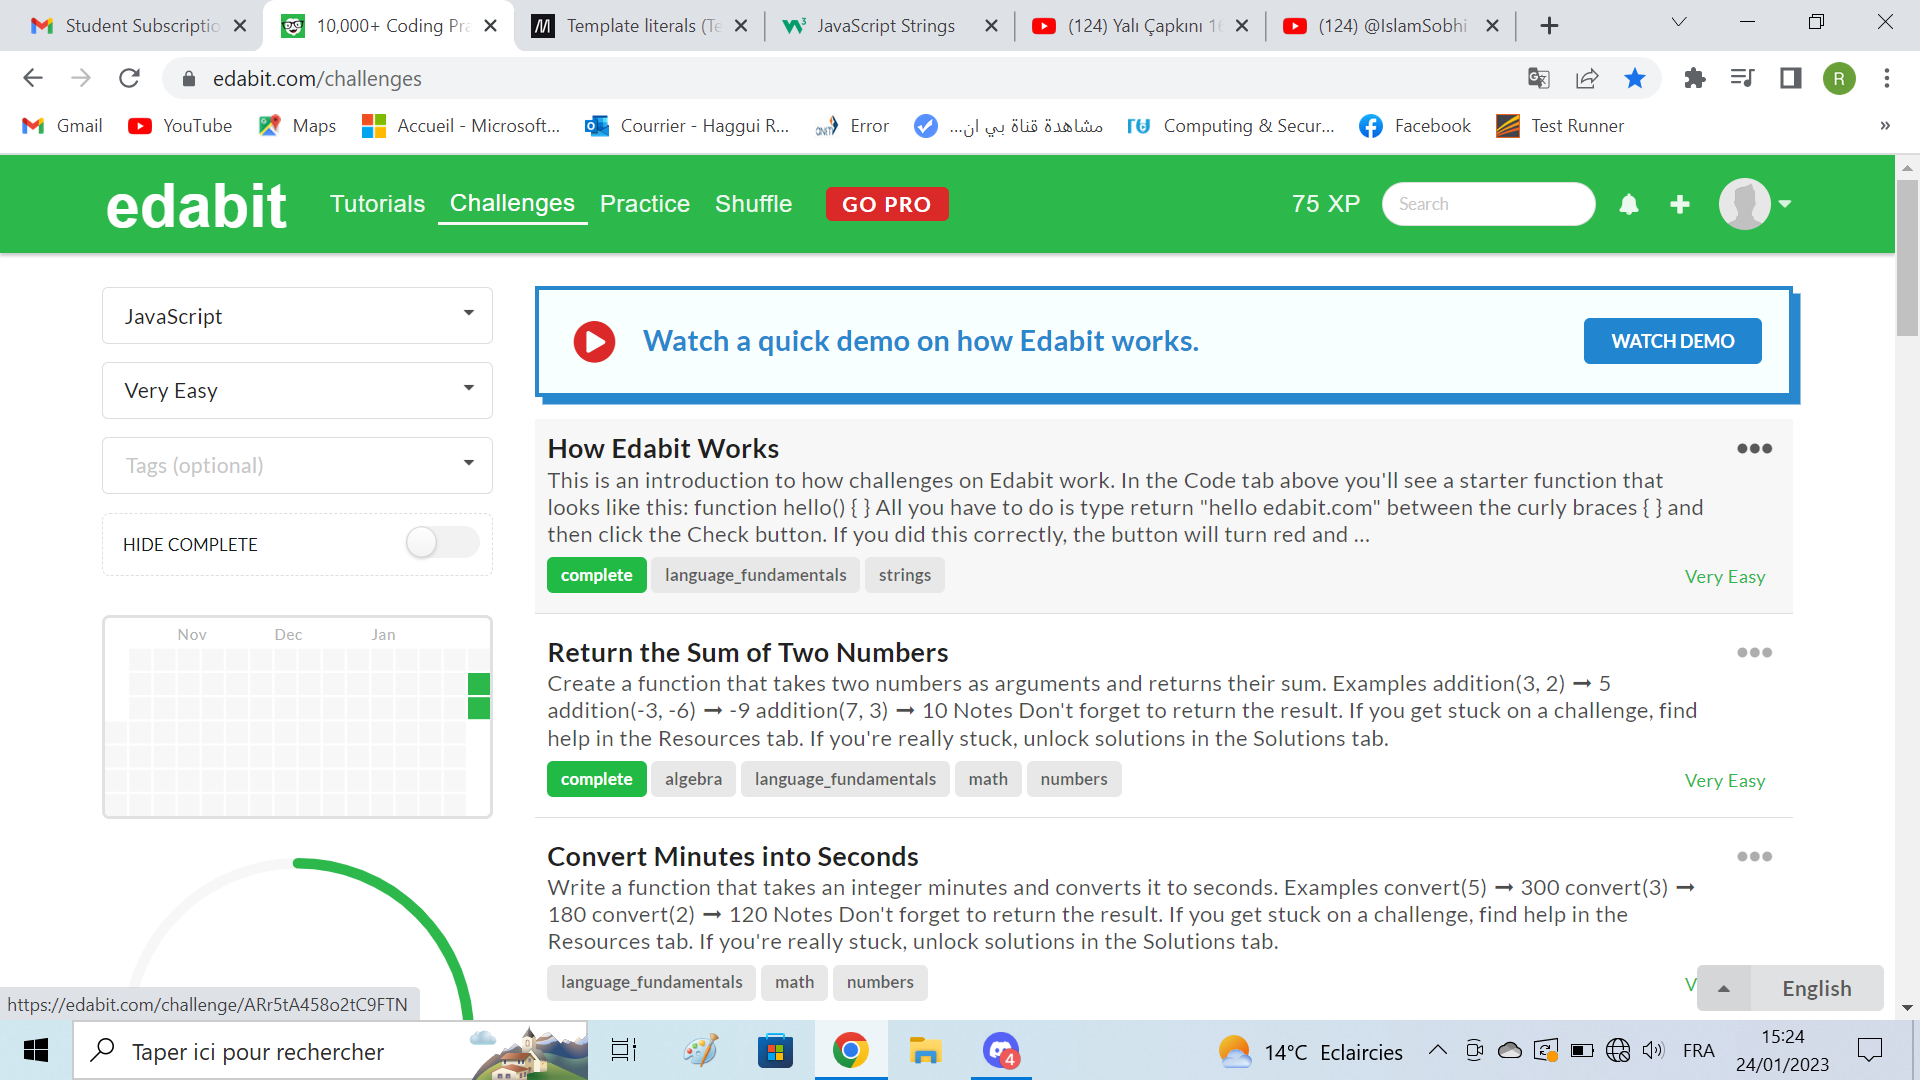 Student Subscriptio
10,000+ Coding Pra
Template literals (Te
JavaScript Strings
(124) Yalı Çapkını 16
(124) @IslamSobhi
edabit.com/challenges
R
Gmail
YouTube
Maps
Accueil - Microsoft...
Courrier - Haggui R...
Error
مشاهدة قناة بي ان...
Computing & Secur...
Facebook
Test Runner
»
edabit
Tutorials
Challenges
Practice
Shuffle
GO PRO
75 XP
Search
JavaScript
Very Easy
Tags (optional)
HIDE COMPLETE
Nov Dec Jan
Watch a quick demo on how Edabit works.
WATCH DEMO
How Edabit Works
This is an introduction to how challenges on Edabit work. In the Code tab above you'll see a starter function that
looks like this: function hello() { } All you have to do is type return "hello edabit.com" between the curly braces { } and
then click the Check button. If you did this correctly, the button will turn red and ...
complete language_fundamentals strings
Very Easy
Return the Sum of Two Numbers
Create a function that takes two numbers as arguments and returns their sum. Examples addition(3, 2) ➞ 5
addition(-3, -6) ➞ -9 addition(7, 3) ➞ 10 Notes Don't forget to return the result. If you get stuck on a challenge, find
help in the Resources tab. If you're really stuck, unlock solutions in the Solutions tab.
complete algebra language_fundamentals math numbers
Very Easy
Convert Minutes into Seconds
Write a function that takes an integer minutes and converts it to seconds. Examples convert(5) ➞ 300 convert(3) ➞
180 convert(2) ➞ 120 Notes Don't forget to return the result. If you get stuck on a challenge, find help in the
Resources tab. If you're really stuck, unlock solutions in the Solutions tab.
language_fundamentals math numbers
V
English
https://edabit.com/challenge/ARr5tA458o2tC9FTN
Taper ici pour rechercher
4
14°C Eclaircies
FRA
15:24
24/01/2023